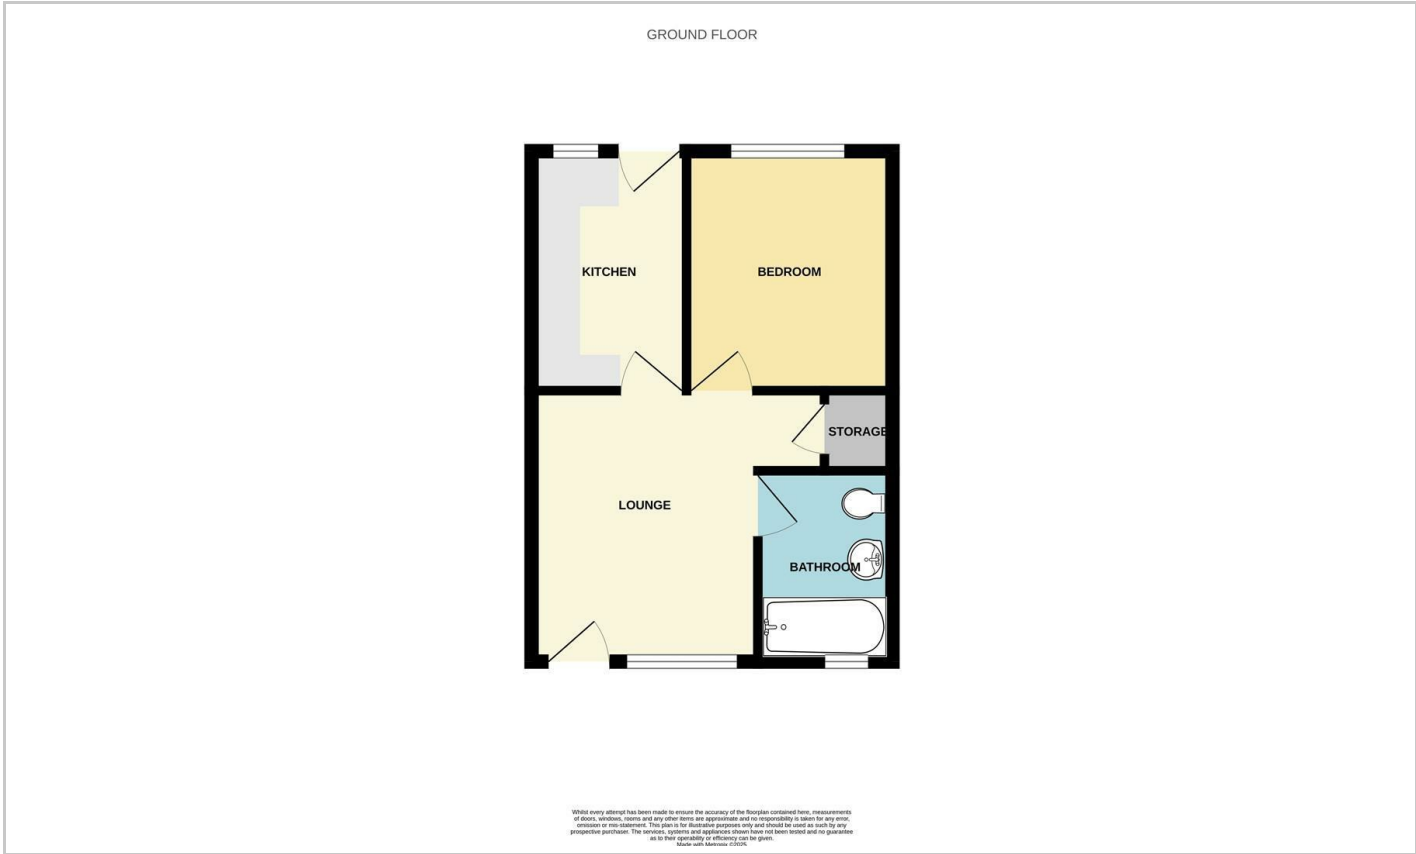 GROUND FLOOR
KITCHEN
BEDROOM
STORAGE
LOUNGE
BATHROOM
Whilst every attempt has been made to ensure the accuracy of the floorplan contained here, measurements
of doors, windows, rooms and any other items are approximate and no responsibility is taken for any error,
omission or mis-statement. This plan is for illustrative purposes only and should be used as such by any
prospective purchaser. The services, systems and appliances shown have not been tested and no guarantee
as to their operability or efficiency can be given.
Made with Metropix ©2025